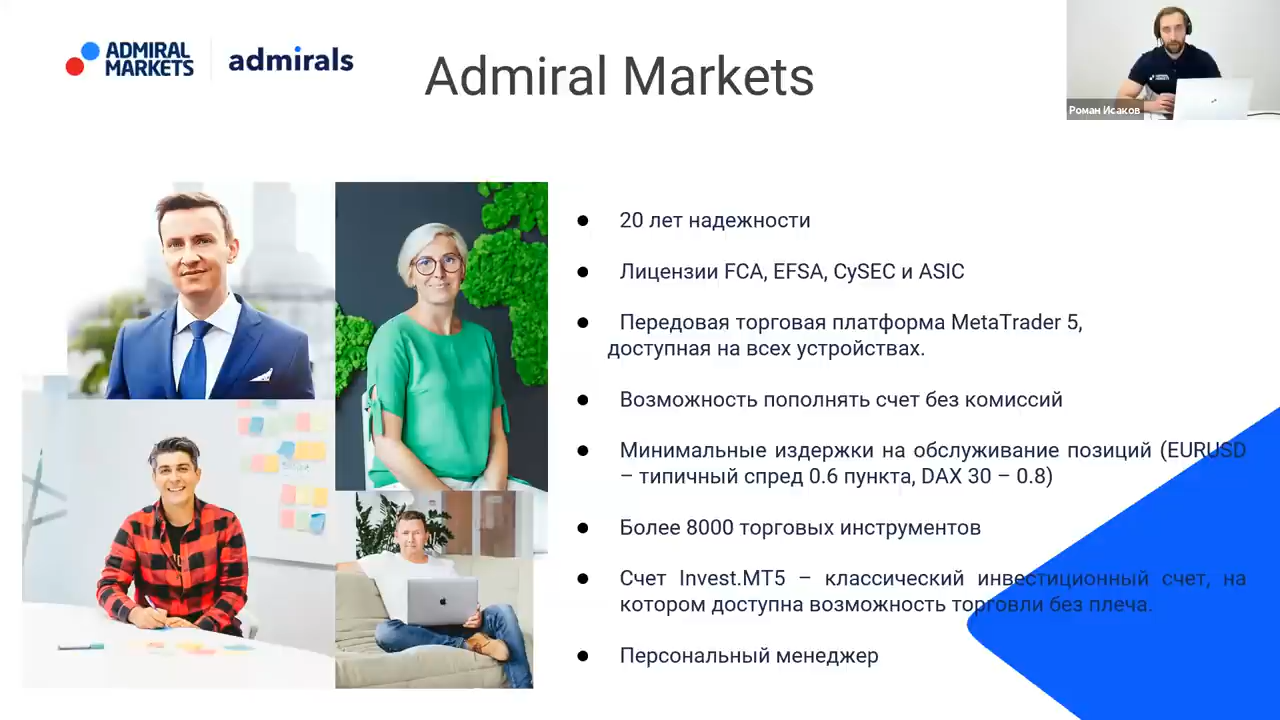 ADMIRAL
MARKETS
admirals
Admiral Markets
Роман Исаков
● 20 лет надежности
● Лицензии FCA, EFSA, CySEC и ASIC
● Передовая торговая платформа MetaTrader 5,
доступная на всех устройствах.
● Возможность пополнять счет без комиссий
● Минимальные издержки на обслуживание позиций (EURUSD
– типичный спред 0.6 пункта, DAX 30 – 0.8)
● Более 8000 торговых инструментов
● Счет Invest.MT5 – классический инвестиционный счет, на
котором доступна возможность торговли без плеча.
● Персональный менеджер